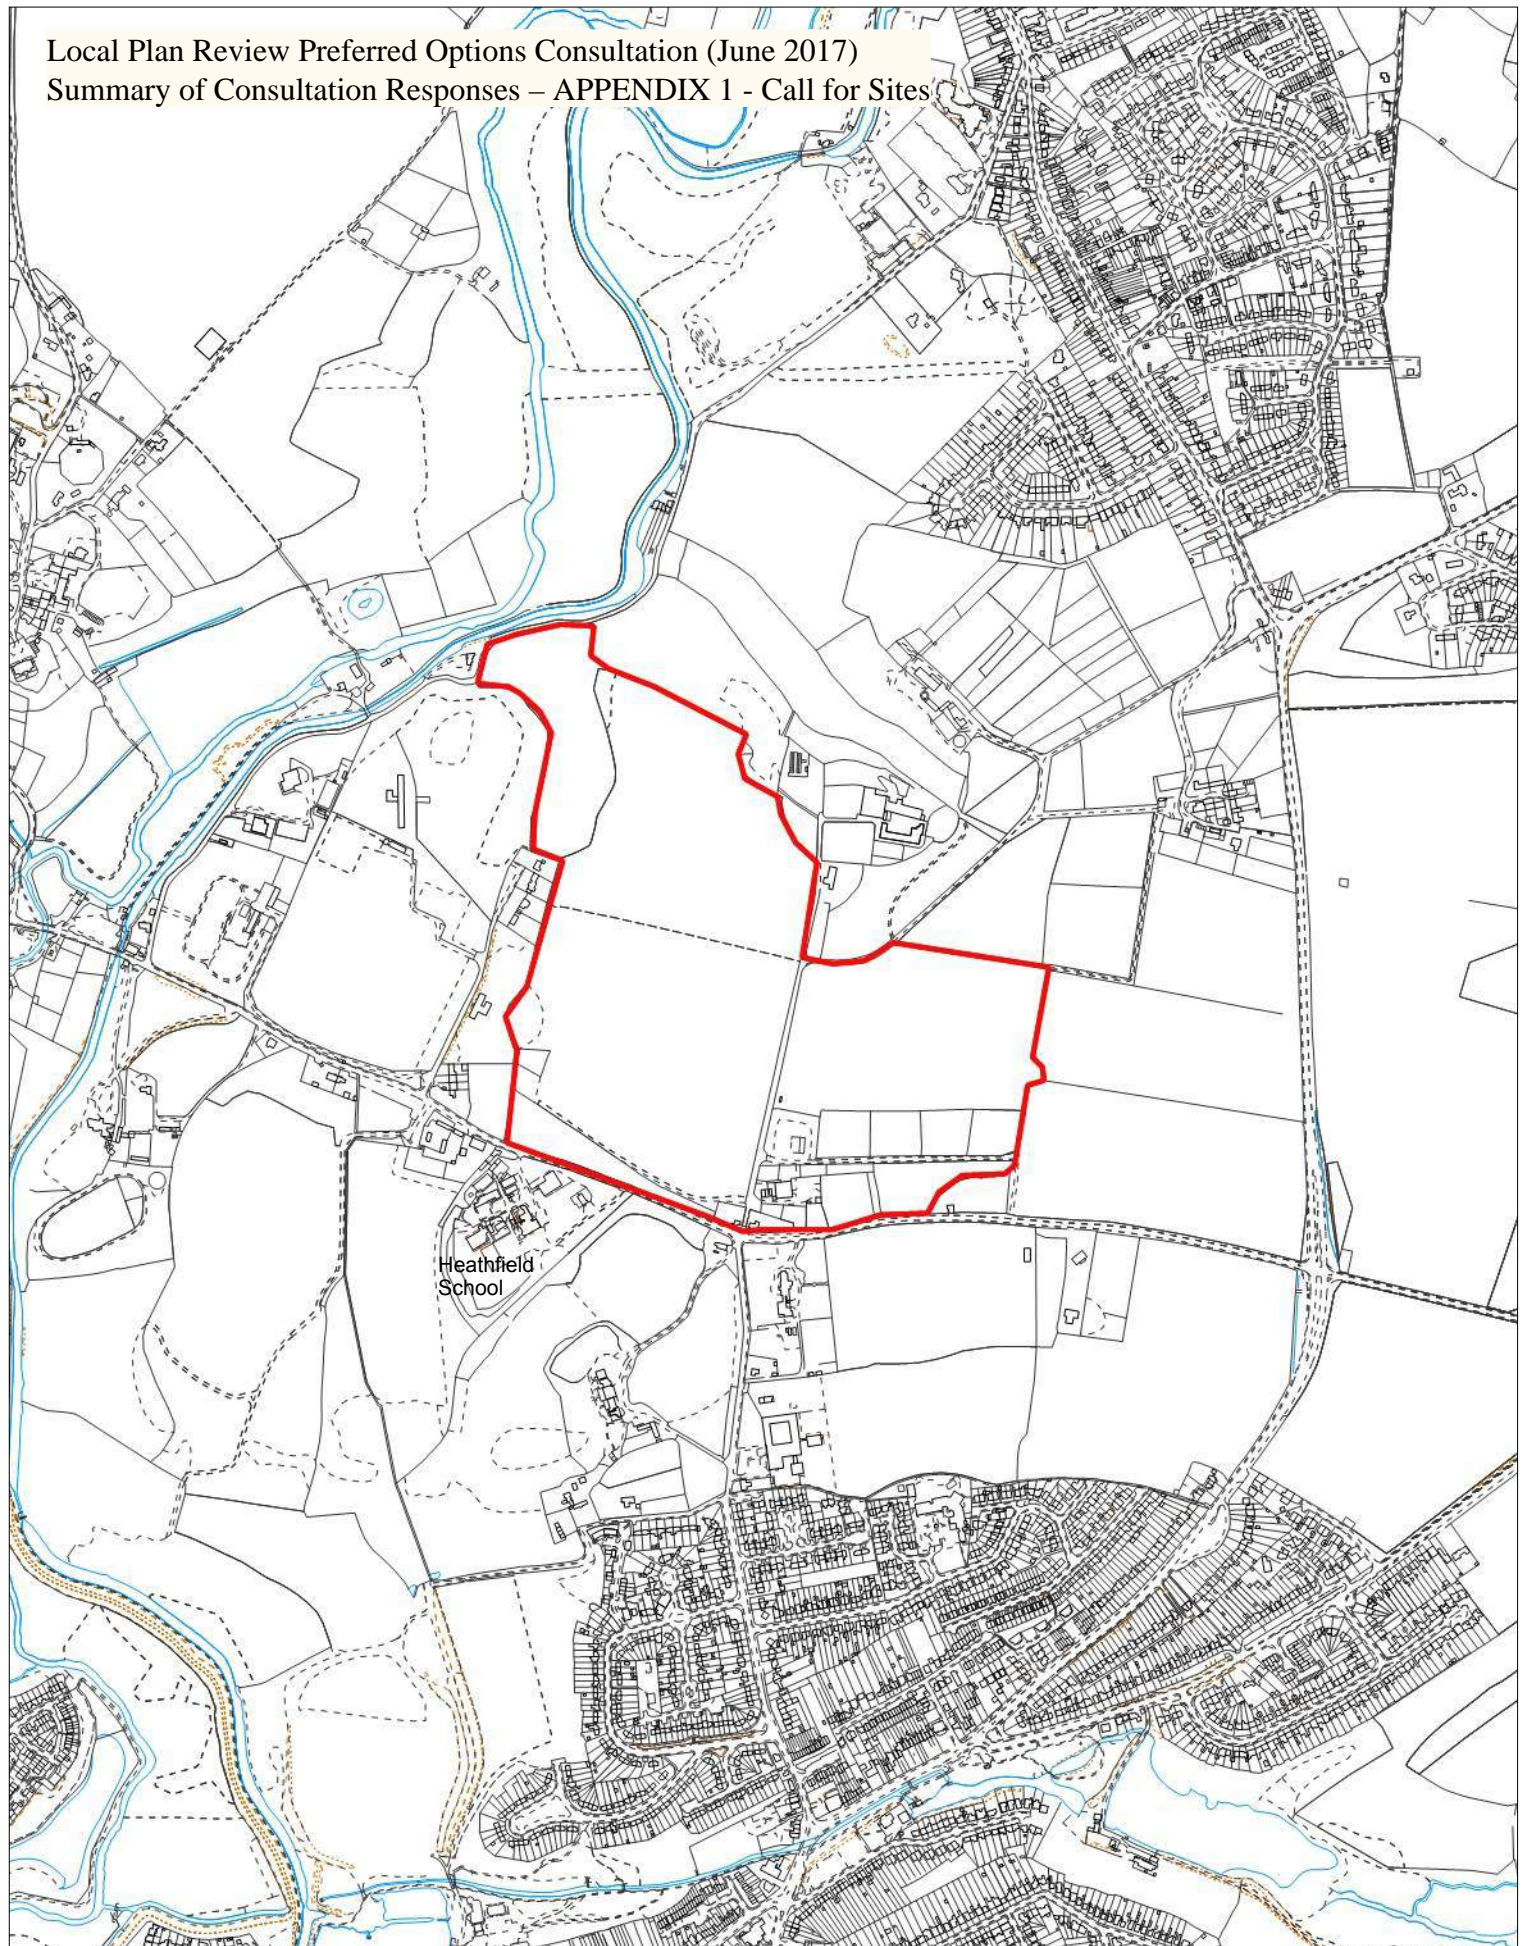 Local Plan Review Preferred Options Consultation (June 2017)
Summary of Consultation Responses – APPENDIX 1 - Call for Sites
Heathfield
School